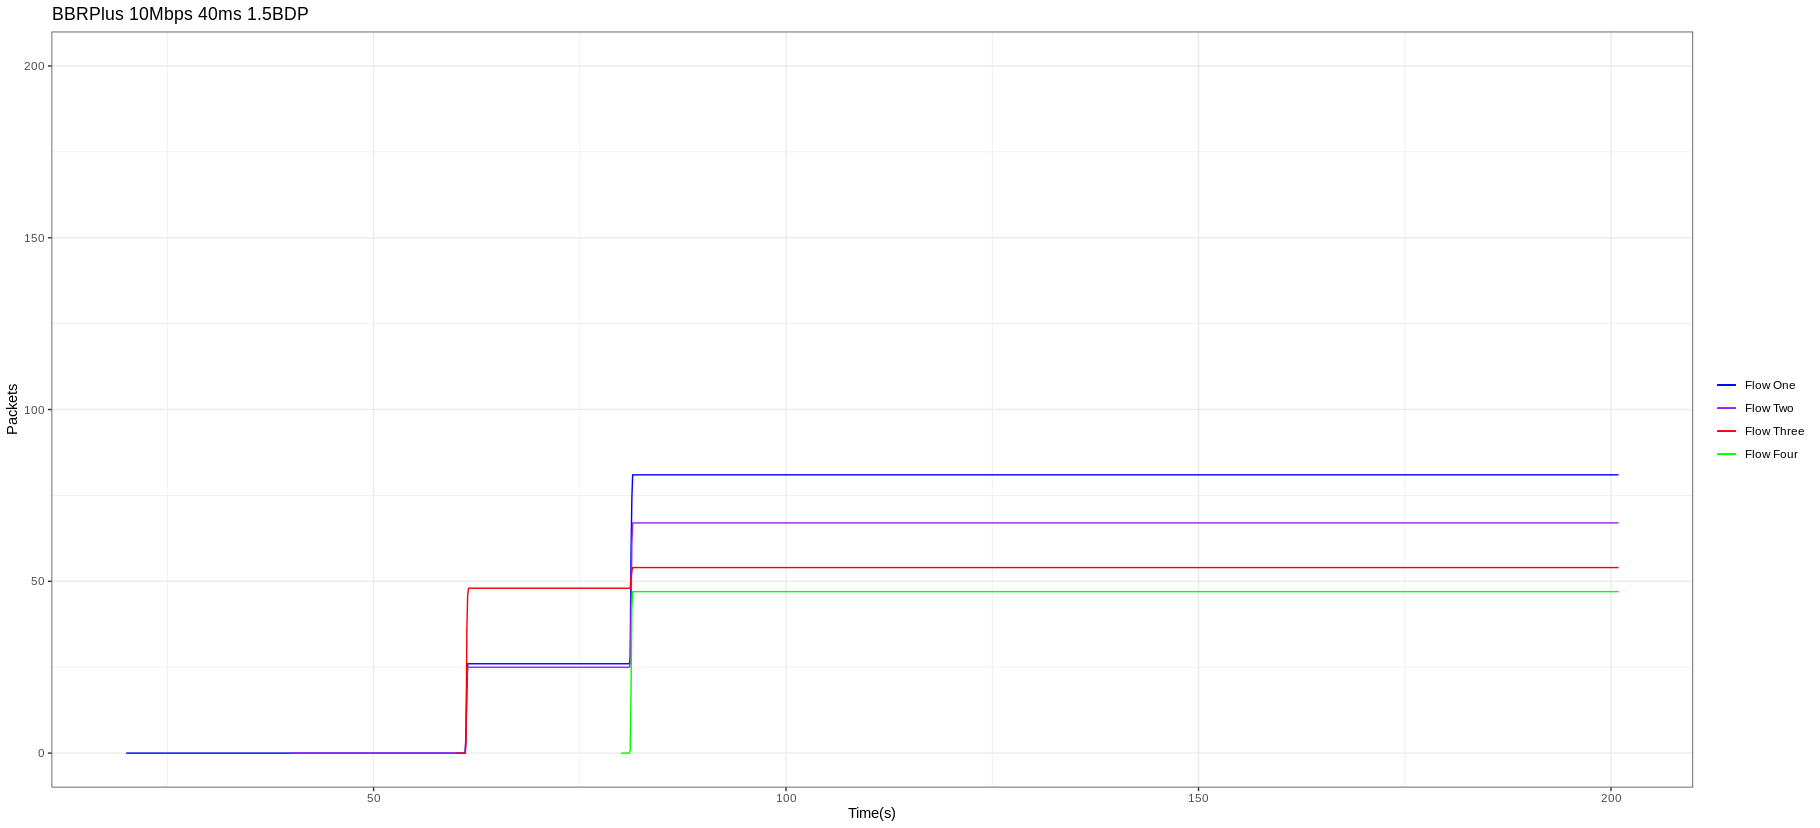 BBRPlus 10Mbps 40ms 1.5BDP
200
150
100
50
0
Packets
50 100 150 200
Time(s)
Flow One
Flow Two
Flow Three
Flow Four